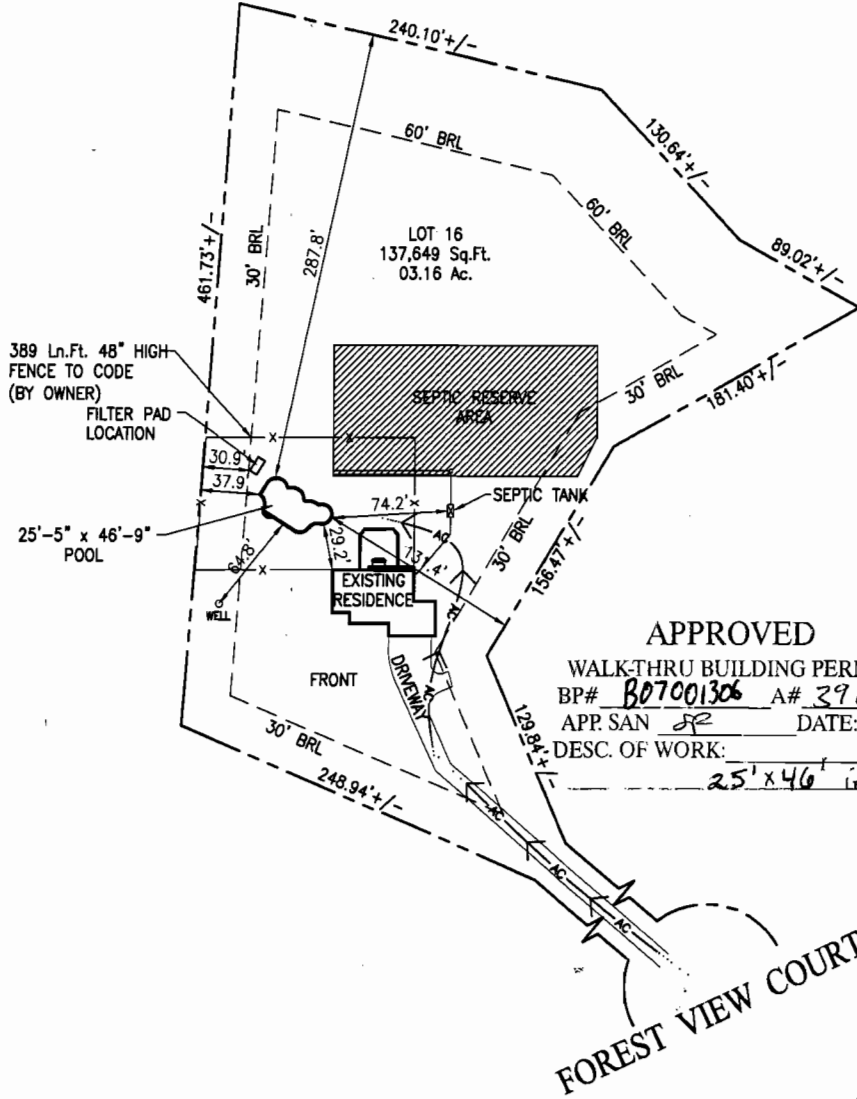 240.10'+/-
130.64'+/-
60' BRL
60' BRL
89.02'+/-
LOT 16
137,649 Sq.Ft.
03.16 Ac.
30' BRL
287.8'
461.73'+/-
30' BRL
181.40'+/-
389 Ln.Ft. 48" HIGH
FENCE TO CODE
(BY OWNER)
SEPTIC RESERVE
AREA
FILTER PAD
LOCATION
30.9'
37.9'
SEPTIC TANK
74.2'
25'-5" x 46'-9"
POOL
29.2'
64.8'
AC
30' BRL
156.47'+/-
EXISTING
RESIDENCE
WELL
AC
FRONT
DRIVEWAY
AC
129.84'+/-
30' BRL
248.94'+/-
APPROVED
WALK-THRU BUILDING
BP# B07001306 A#
APP. SAN DATE:
DESC. OF WORK:
25' x 46'
AC
AC
AC
FOREST VIEW COURT